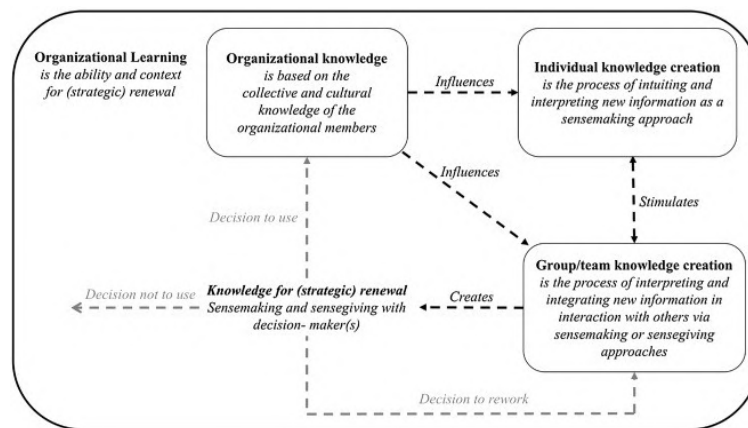 Organizational Learning
is the ability and context
for (strategic) renewal
Organizational knowledge
is based on the
collective and cultural
knowledge of the
organizational members
Influences
Individual knowledge creation
is the process of intuiting and
interpreting new information as a
sensemaking approach
Influences
Stimulates
Decision to use
Group/team knowledge creation
is the process of interpreting and
integrating new information in
interaction with others via
sensemaking or sensegiving
approaches
Decision not to use
Knowledge for (strategic) renewal
Sensemaking and sensegiving with
decision- maker(s)
Creates
Decision to rework